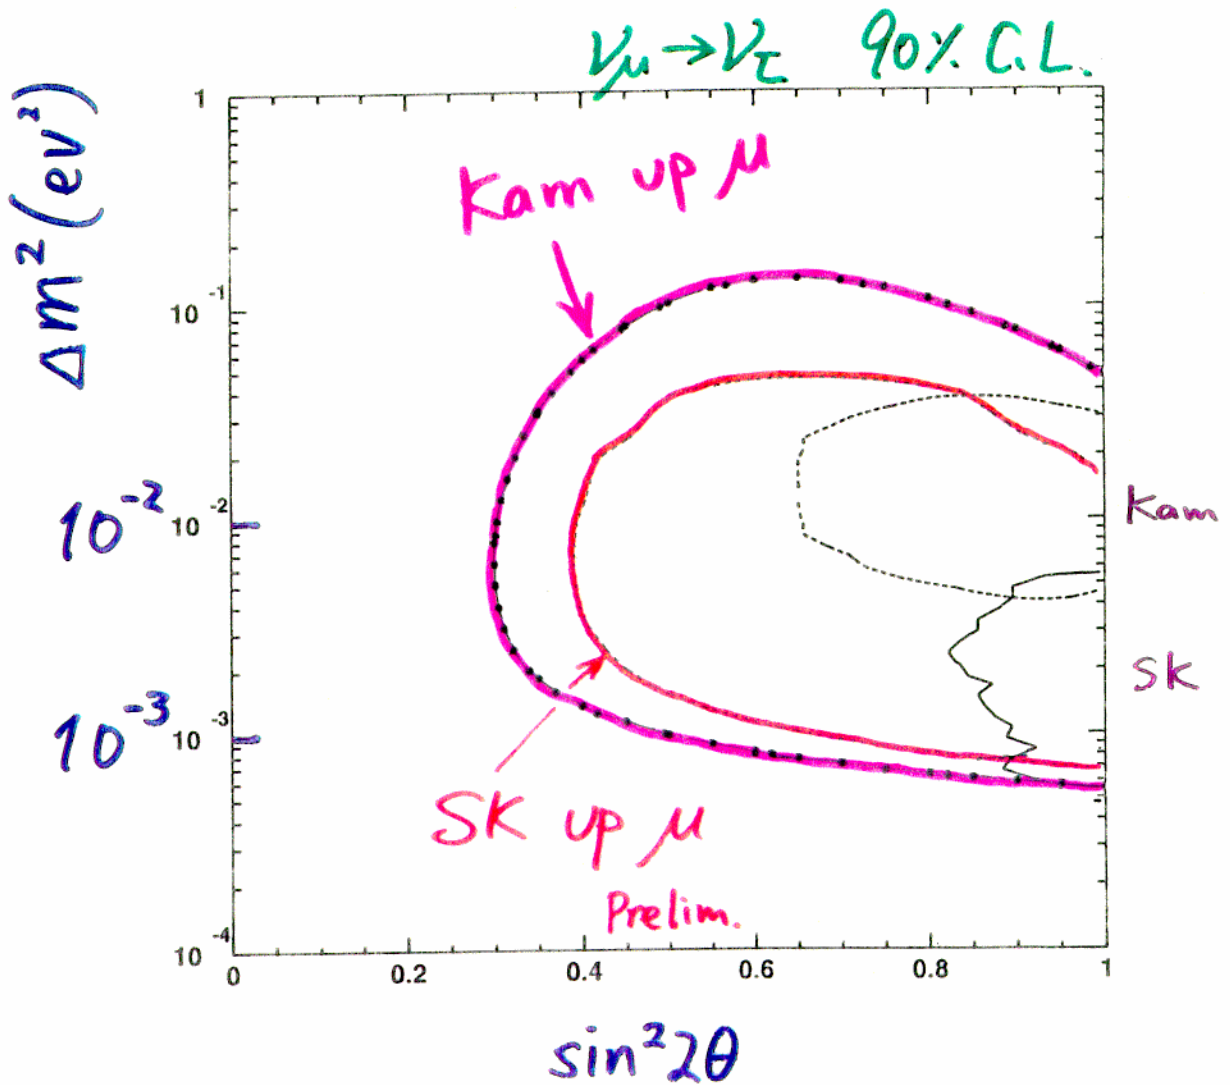 νμ→ντ 90% C.L.
Δm²(eV²)
1
Kam up μ
10⁻¹
10⁻² 10⁻²
Kam
SK
10⁻³ 10⁻³
SK up μ
Prelim.
10⁻⁴
0 0.2 0.4 0.6 0.8 1
sin²2θ